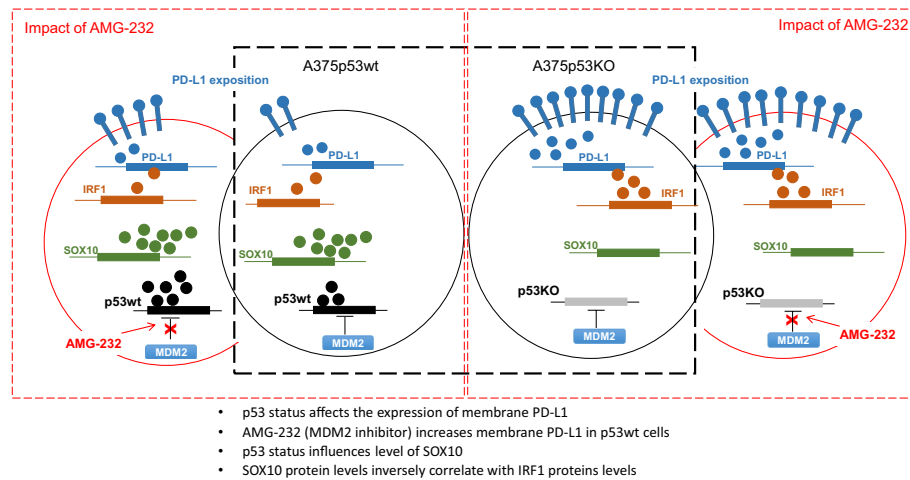 Impact of AMG-232
Impact of AMG-232
A375p53wt
A375p53KO
PD-L1 exposition
PD-L1 exposition
PD-L1
PD-L1
PD-L1
PD-L1
IRF1
IRF1
IRF1
IRF1
SOX10
SOX10
SOX10
SOX10
p53wt
p53wt
p53KO
p53KO
AMG-232
AMG-232
MDM2
MDM2
MDM2
MDM2
• p53 status affects the expression of membrane PD-L1
• AMG-232 (MDM2 inhibitor) increases membrane PD-L1 in p53wt cells
• p53 status influences level of SOX10
• SOX10 protein levels inversely correlate with IRF1 proteins levels